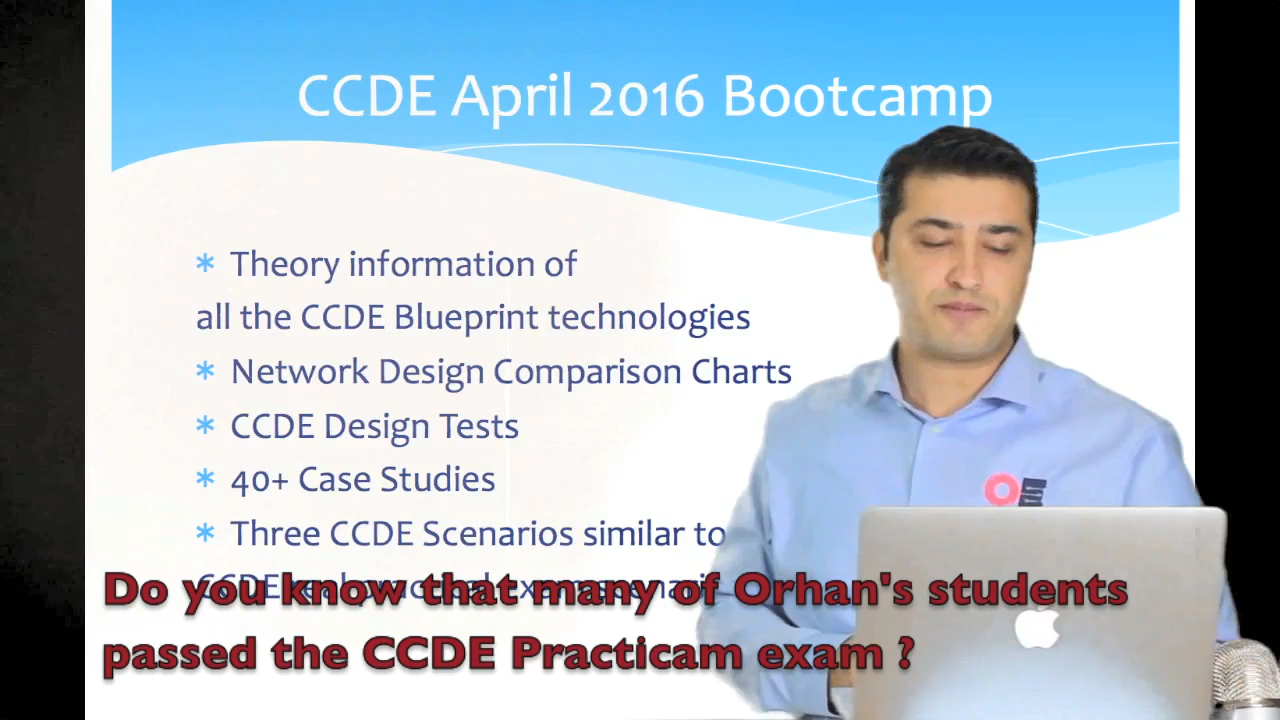 CCDE April 2016 Bootcamp
* Theory information of
all the CCDE Blueprint technologies
* Network Design Comparison Charts
* CCDE Design Tests
* 40+ Case Studies
* Three CCDE Scenarios similar to
CCDE
Do you know that many of Orhan's students
passed the CCDE Practicam exam ?